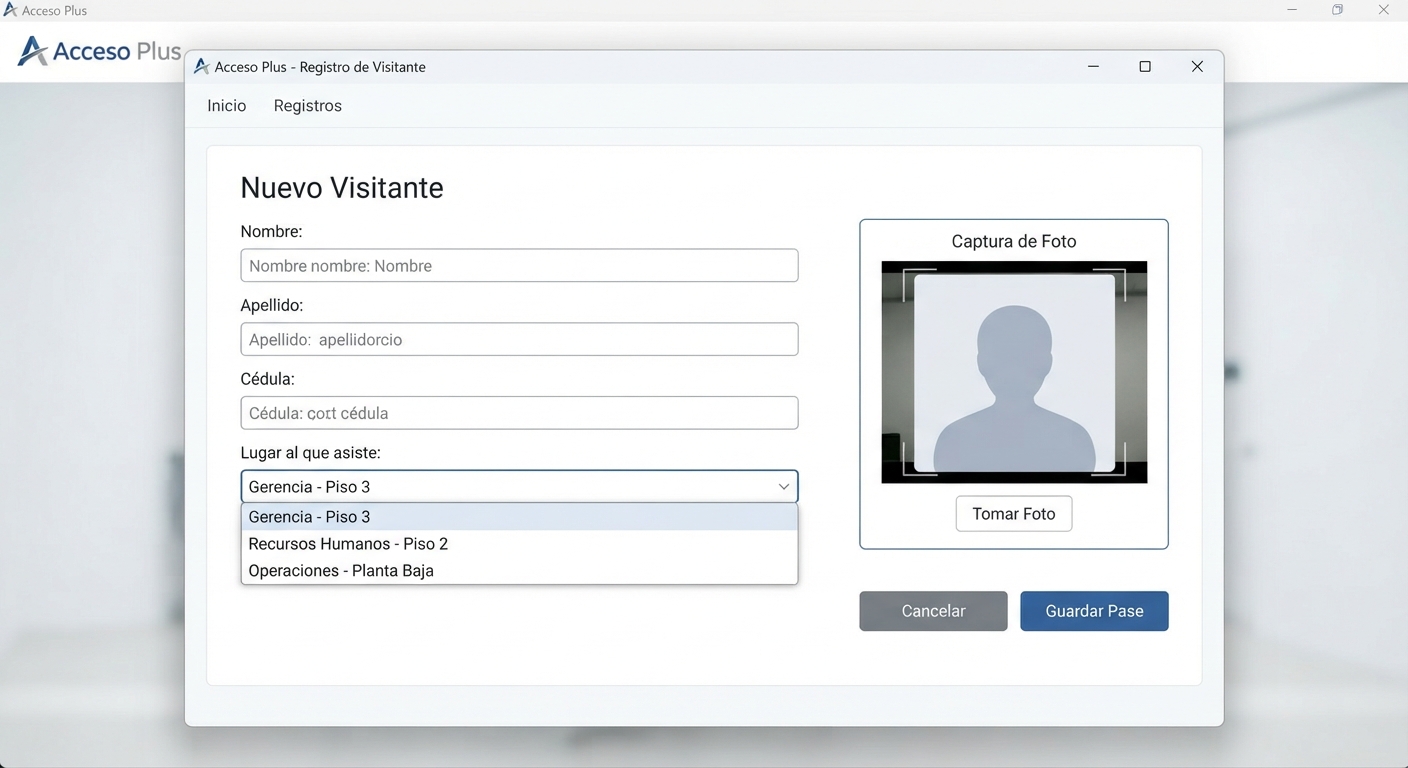 Acceso Plus
Acceso Plus
Acceso Plus - Registro de Visitante
Inicio Registros
Nuevo Visitante
Nombre:
Nombre nombre: Nombre
Apellido:
Apellido: apeliidorcio
Cédula:
Cédula: cédula
Lugar al que asiste:
Gerencia - Piso 3
Gerencia - Piso 3
Recursos Humanos - Piso 2
Operaciones - Planta Baja
Captura de Foto
Tomar Foto
Cancelar
Guardar Pase